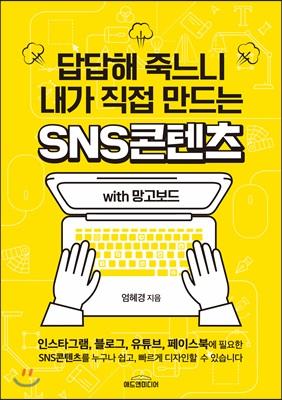 답답해 죽느니
내가 직접 만드는
SNS콘텐츠
with 망고보드
엄혜경 지음
인스타그램, 블로그, 유튜브, 페이스북에 필요한
SNS콘텐츠를 누구나 쉽고, 빠르게 디자인할 수 있습니다
애드앤미디어